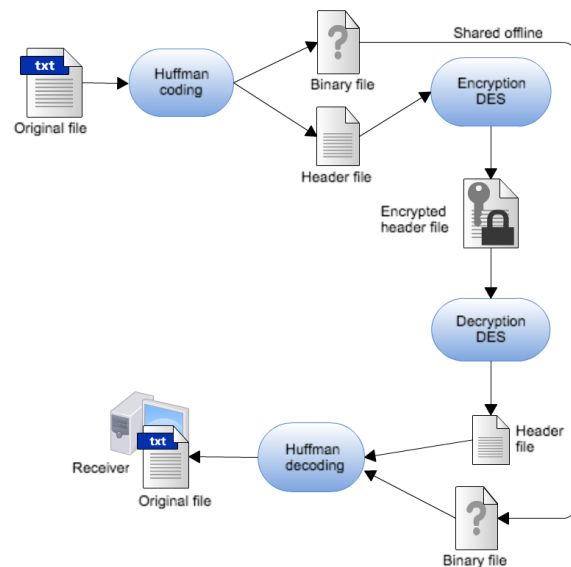 Shared offline
txt
Original file
Huffman
coding
Binary file
Header file
Encryption
DES
Encrypted
header file
Decryption
DES
Header
file
Huffman
decoding
txt
Receiver
Original file
Binary file